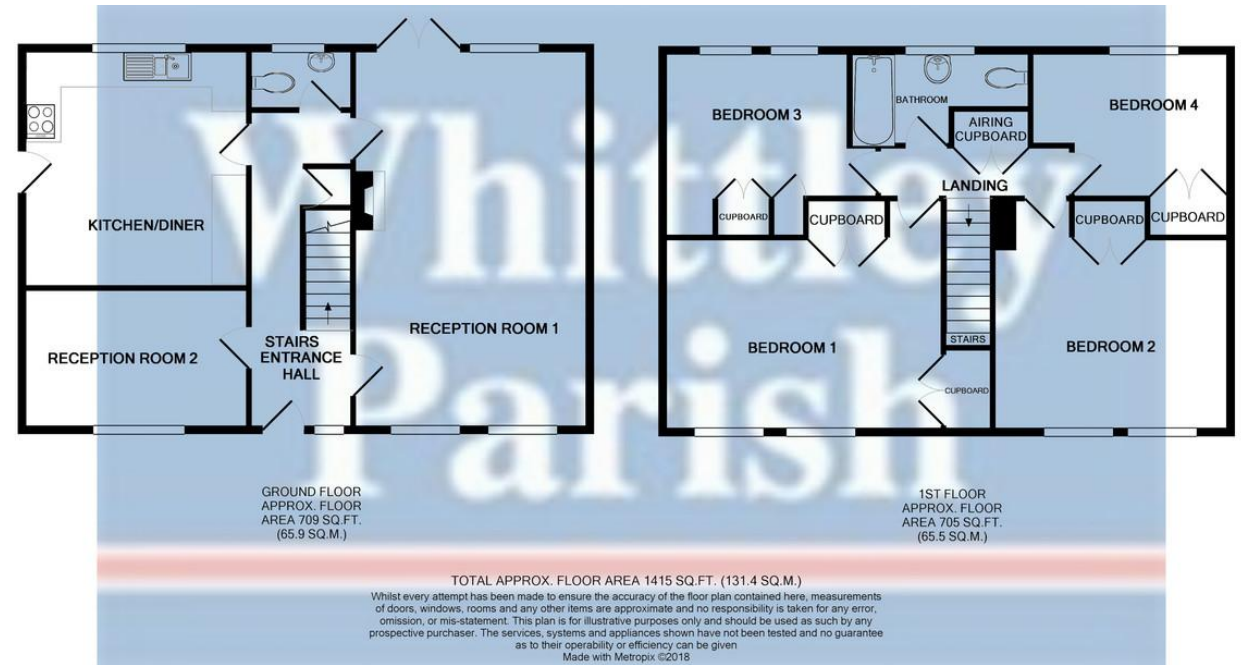 Whittley
Parish
KITCHEN/DINER
RECEPTION ROOM 2
STAIRS
ENTRANCE
HALL
RECEPTION ROOM 1
GROUND FLOOR
APPROX. FLOOR
AREA 709 SQ.FT.
(65.9 SQ.M.)
BEDROOM 3
BATHROOM
AIRING
CUPBOARD
BEDROOM 4
LANDING
CUPBOARD
CUPBOARD
CUPBOARD
CUPBOARD
BEDROOM 1
STAIRS
BEDROOM 2
CUPBOARD
1ST FLOOR
APPROX. FLOOR
AREA 705 SQ.FT.
(65.5 SQ.M.)
TOTAL APPROX. FLOOR AREA 1415 SQ.FT. (131.4 SQ.M.)
Whilst every attempt has been made to ensure the accuracy of the floor plan contained here, measurements
of doors, windows, rooms and any other items are approximate and no responsibility is taken for any error,
omission, or mis-statement. This plan is for illustrative purposes only and should be used as such by any
prospective purchaser. The services, systems and appliances shown have not been tested and no guarantee
as to their operability or efficiency can be given
Made with Metropix ©2018